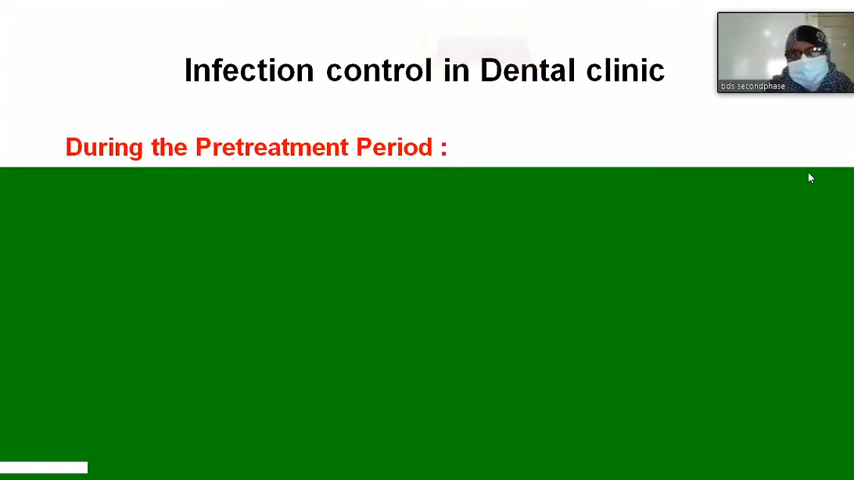 Infection control in Dental clinic
bds secondphase
During the Pretreatment Period :